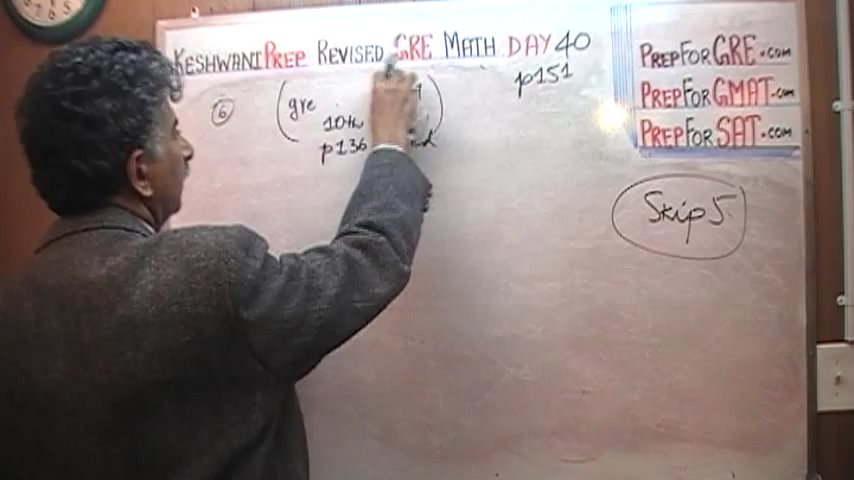 KESHWANI PREP REVISED GRE MATH DAY 40
p151
PREPFORGRE.COM
PREPFORGMAT.COM
PREPFORSAT.COM
6
gre
10th
p136
Skip 5